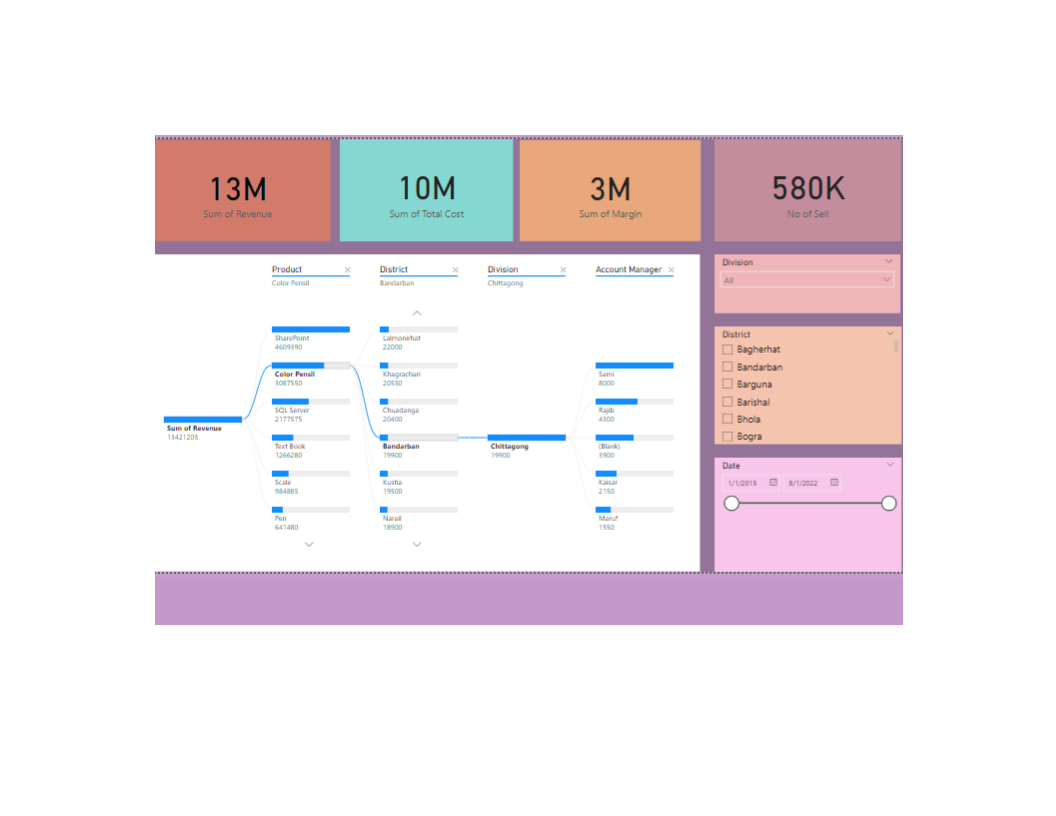 13M
Sum of Revenue
10M
Sum of Total Cost
3M
Sum of Margin
580K
No of Sell
Product
Color Pensil
District
Bandarban
Division
Chittagong
Account Manager
Sum of Revenue
13421203
SharePoint
4609390
Color Pensil
3087550
SQL Server
2177575
Text Book
1266280
Scale
984885
Pen
641480
Lalmonirhat
22000
Khagrachari
20550
Chuadanga
20400
Bandarban
19900
Kustia
19500
Narail
18900
Chittagong
19900
Sami
8000
Rajib
4300
(Blank)
3900
Kaisar
2150
Maruf
1550
Division
All
District
Bagherhat
Bandarban
Barguna
Barishal
Bhola
Bogra
Date
1/1/2015
8/1/2022